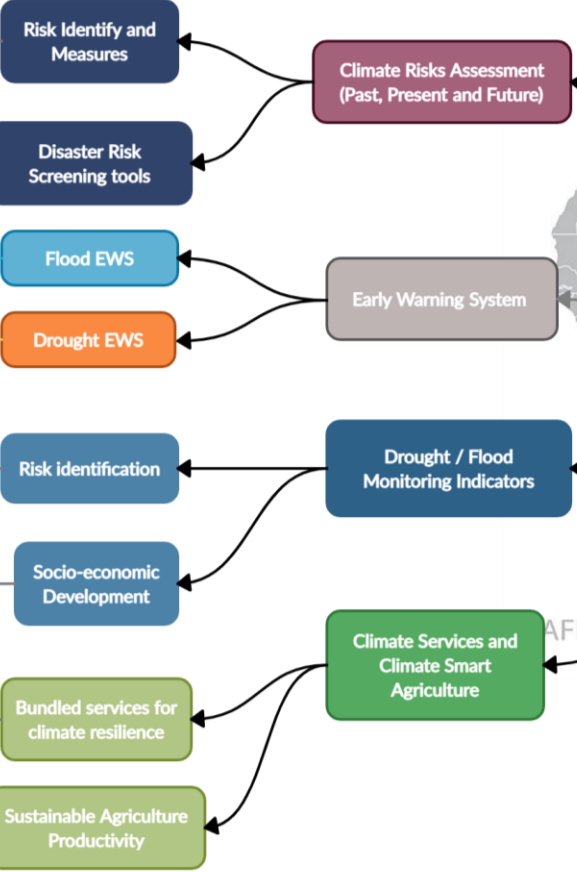 Risk Identify and
Measures
Climate Risks Assessment
(Past, Present and Future)
Disaster Risk
Screening tools
Flood EWS
Early Warning System
Drought EWS
Risk identification
Drought / Flood
Monitoring Indicators
Socio-economic
Development
Climate Services and
Climate Smart
Agriculture
Bundled services for
climate resilience
Sustainable Agriculture
Productivity